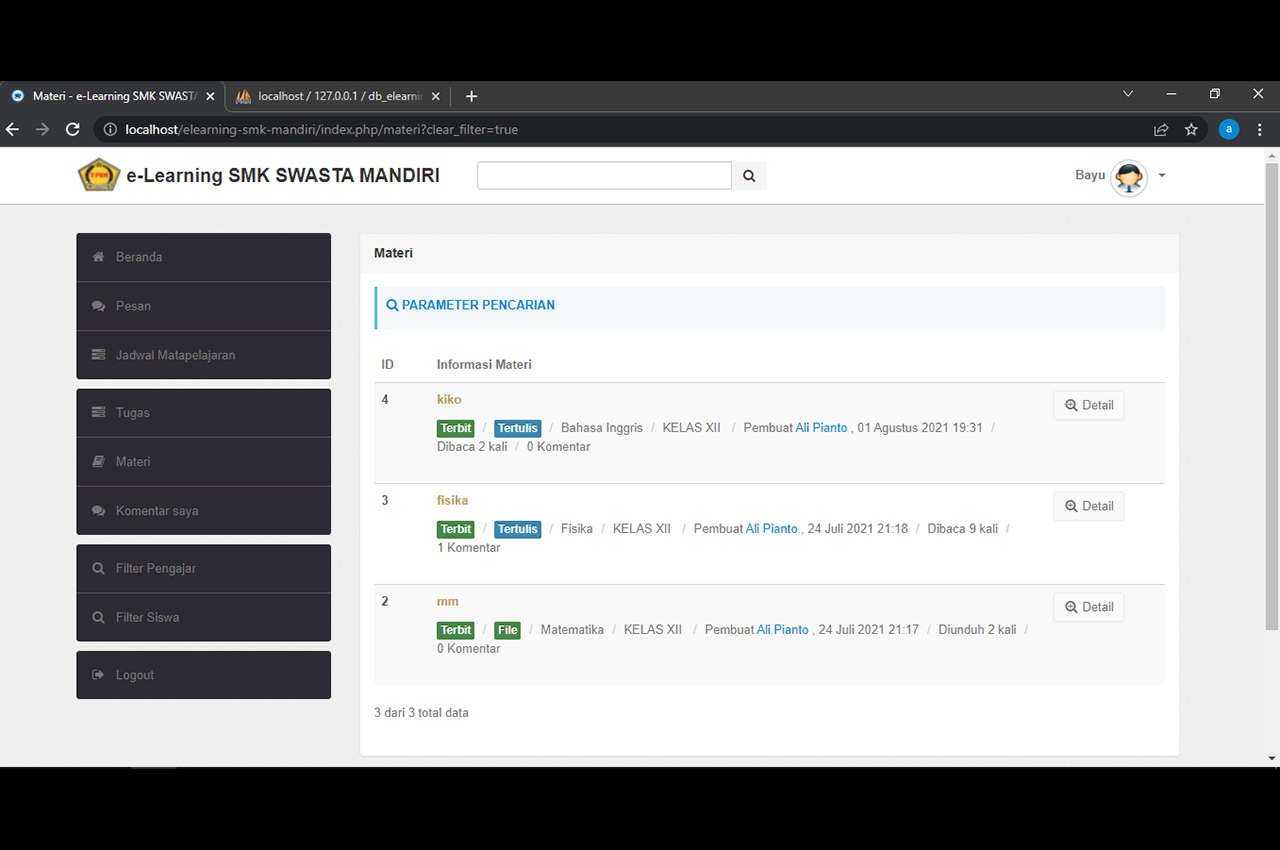 Materi - e-Learning SMK SWAST
localhost / 127.0.0.1 / db_elearni
localhost/elearning-smk-mandiri/index.php/materi?clear_filter=true
a
e-Learning SMK SWASTA MANDIRI
Bayu
Beranda
Pesan
Jadwal Matapelajaran
Tugas
Materi
Komentar saya
Filter Pengajar
Filter Siswa
Logout
Materi
PARAMETER PENCARIAN
ID Informasi Materi
4 kiko Detail
Terbit / Tertulis / Bahasa Inggris / KELAS XII / Pembuat Ali Pianto , 01 Agustus 2021 19:31 /
Dibaca 2 kali / 0 Komentar
3 fisika Detail
Terbit / Tertulis / Fisika / KELAS XII / Pembuat Ali Pianto , 24 Juli 2021 21:18 / Dibaca 9 kali /
1 Komentar
2 mm Detail
Terbit / File / Matematika / KELAS XII / Pembuat Ali Pianto , 24 Juli 2021 21:17 / Diunduh 2 kali /
0 Komentar
3 dari 3 total data